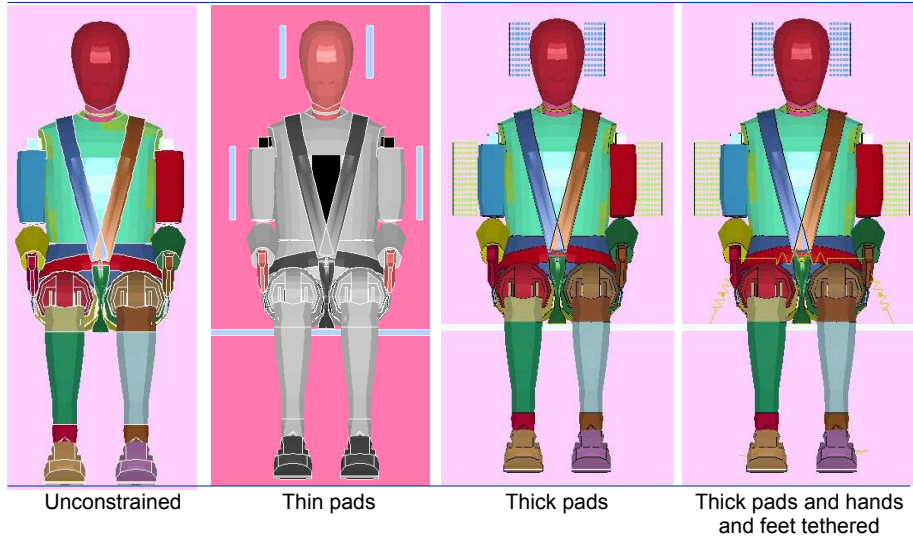 Unconstrained
Thin pads
Thick pads
Thick pads and hands
and feet tethered